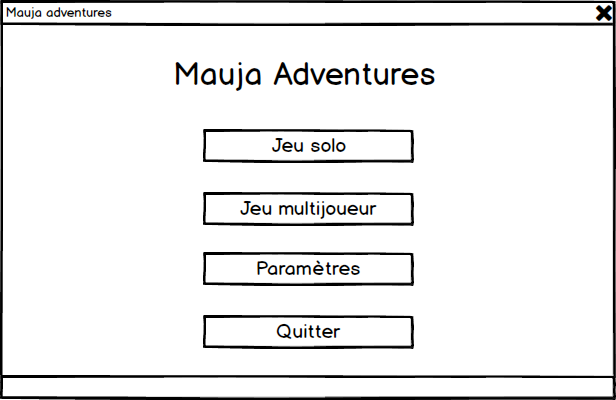 Mauja adventures
Mauja Adventures
Jeu solo
Jeu multijoueur
Paramètres
Quitter